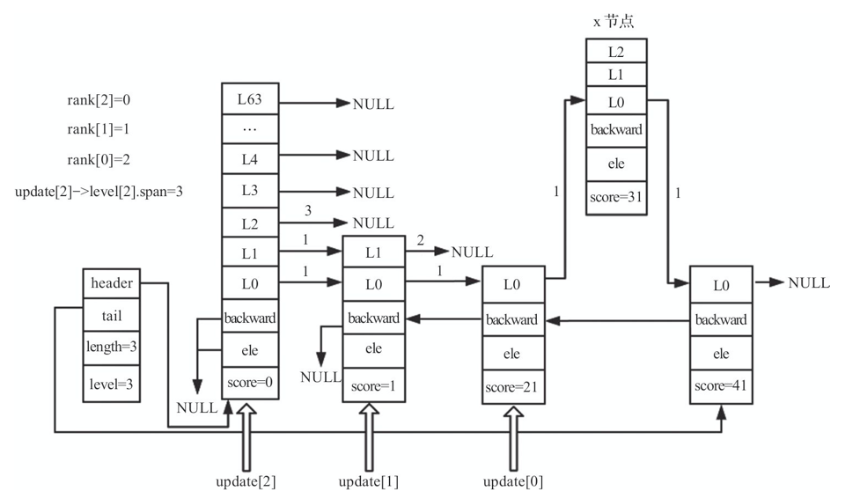 x 节点
L2
L1
L0
backward
ele
score=31
1
1
rank[2]=0
rank[1]=1
rank[0]=2
update[2]->level[2].span=3
L63
NULL
...
L4
NULL
L3
NULL
L2
3
NULL
L1
1
L0
1
backward
ele
score=0
NULL
L1
2
NULL
L0
1
backward
ele
score=1
NULL
L0
backward
ele
score=21
L0
NULL
backward
ele
score=41
header
tail
length=3
level=3
update[2]
update[1]
update[0]